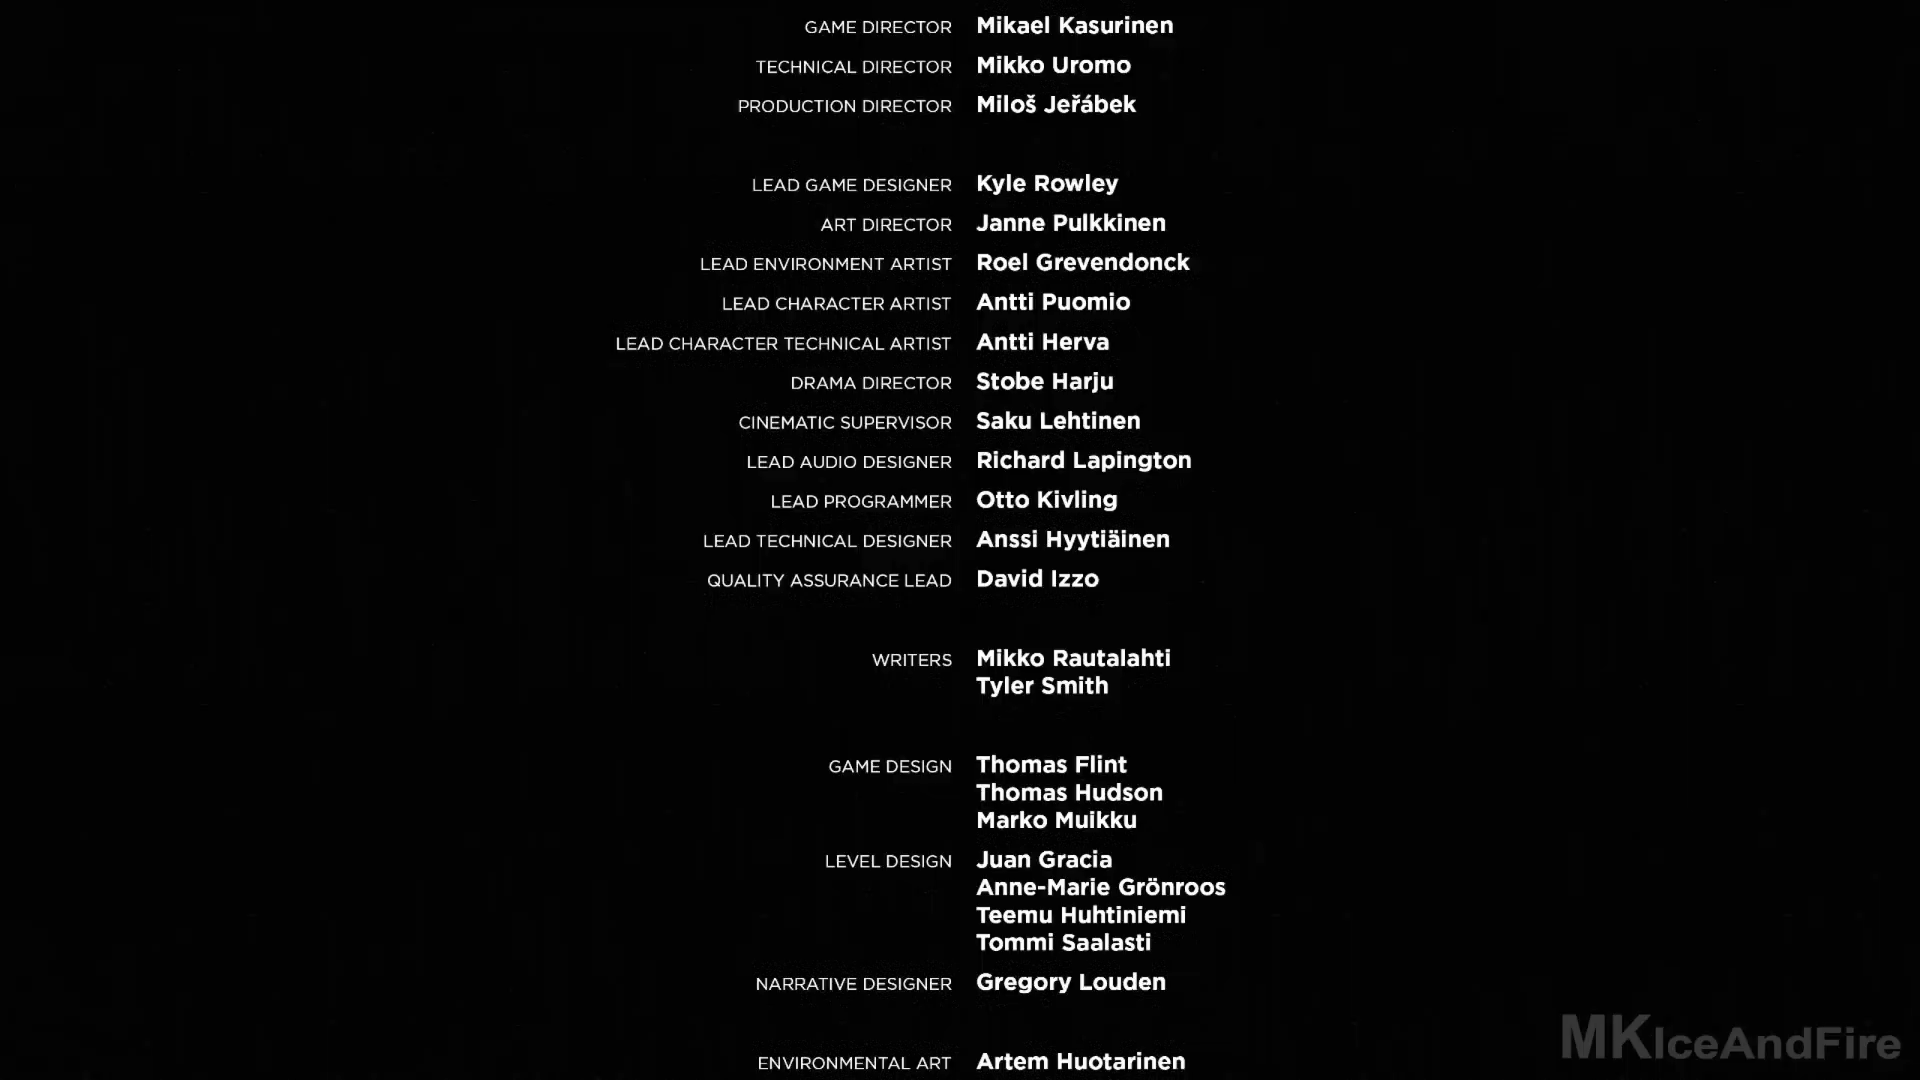 GAME DIRECTOR Mikael Kasurinen
TECHNICAL DIRECTOR Mikko Uromo
PRODUCTION DIRECTOR Miloš Jeřábek
LEAD GAME DESIGNER Kyle Rowley
ART DIRECTOR Janne Pulkkinen
LEAD ENVIRONMENT ARTIST Roel Grevendonck
LEAD CHARACTER ARTIST Antti Puomio
LEAD CHARACTER TECHNICAL ARTIST Antti Herva
DRAMA DIRECTOR Stobe Harju
CINEMATIC SUPERVISOR Saku Lehtinen
LEAD AUDIO DESIGNER Richard Lapington
LEAD PROGRAMMER Otto Kivling
LEAD TECHNICAL DESIGNER Anssi Hyytiäinen
QUALITY ASSURANCE LEAD David Izzo
WRITERS Mikko Rautalahti
Tyler Smith
GAME DESIGN Thomas Flint
Thomas Hudson
Marko Muikku
LEVEL DESIGN Juan Gracia
Anne-Marie Grönroos
Teemu Huhtiniemi
Tommi Saalasti
NARRATIVE DESIGNER Gregory Louden
ENVIRONMENTAL ART Artem Huotarinen
MKIceAndFire